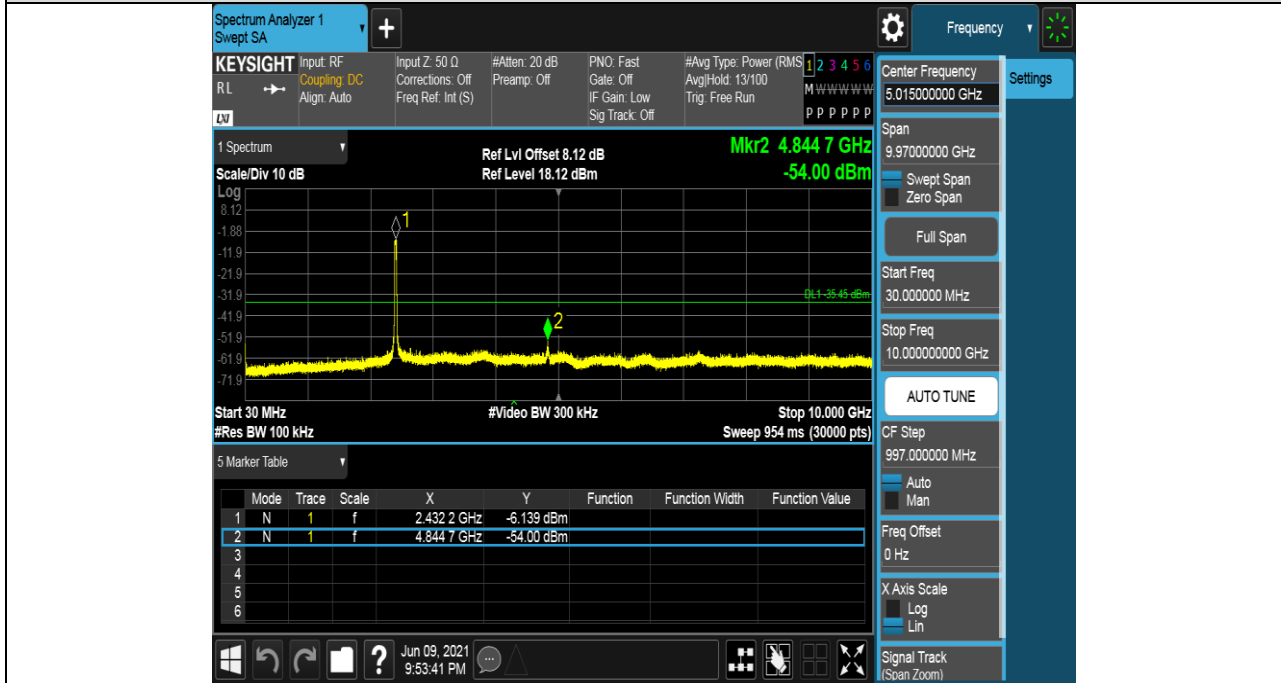 Spectrum Analyzer 1
Swept SA
+
Frequency
KEYSIGHT
RL
LXI
Input: RF
Coupling: DC
Align: Auto
Input Z: 50 Ω
Corrections: Off
Freq Ref: Int (S)
#Atten: 20 dB
Preamp: Off
PNO: Fast
Gate: Off
IF Gain: Low
Sig Track: Off
#Avg Type: Power (RMS
Avg|Hold: 13/100
Trig: Free Run
1 2 3 4 5 6
M W W W W W
P P P P P P
1 Spectrum
Scale/Div 10 dB
Ref Lvl Offset 8.12 dB
Ref Level 18.12 dBm
Mkr2 4.844 7 GHz
-54.00 dBm
Log
8.12
-1.88
-11.9
-21.9
-31.9
-41.9
-51.9
-61.9
-71.9
1
2
DL1 -35.45 dBm
Start 30 MHz
#Res BW 100 kHz
#Video BW 300 kHz
Stop 10.000 GHz
Sweep 954 ms (30000 pts)
5 Marker Table
Mode Trace Scale X Y Function Function Width Function Value
1 N 1 f 2.432 2 GHz -6.139 dBm
2 N 1 f 4.844 7 GHz -54.00 dBm
3
4
5
6
?
Jun 09, 2021
9:53:41 PM
Center Frequency
5.015000000 GHz
Span
9.97000000 GHz
Swept Span
Zero Span
Full Span
Start Freq
30.000000 MHz
Stop Freq
10.000000000 GHz
AUTO TUNE
CF Step
997.000000 MHz
Auto
Man
Freq Offset
0 Hz
X Axis Scale
Log
Lin
Signal Track
(Span Zoom)
Settings